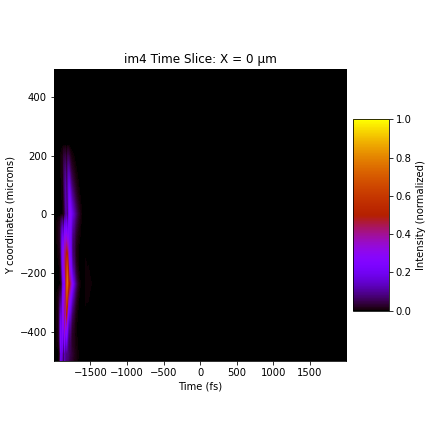 im4 Time Slice: X = 0 μm
400
200
0
−200
−400
Y coordinates (microns)
−1500 −1000 −500 0 500 1000 1500
Time (fs)
1.0
0.8
0.6
0.4
0.2
0.0
Intensity (normalized)